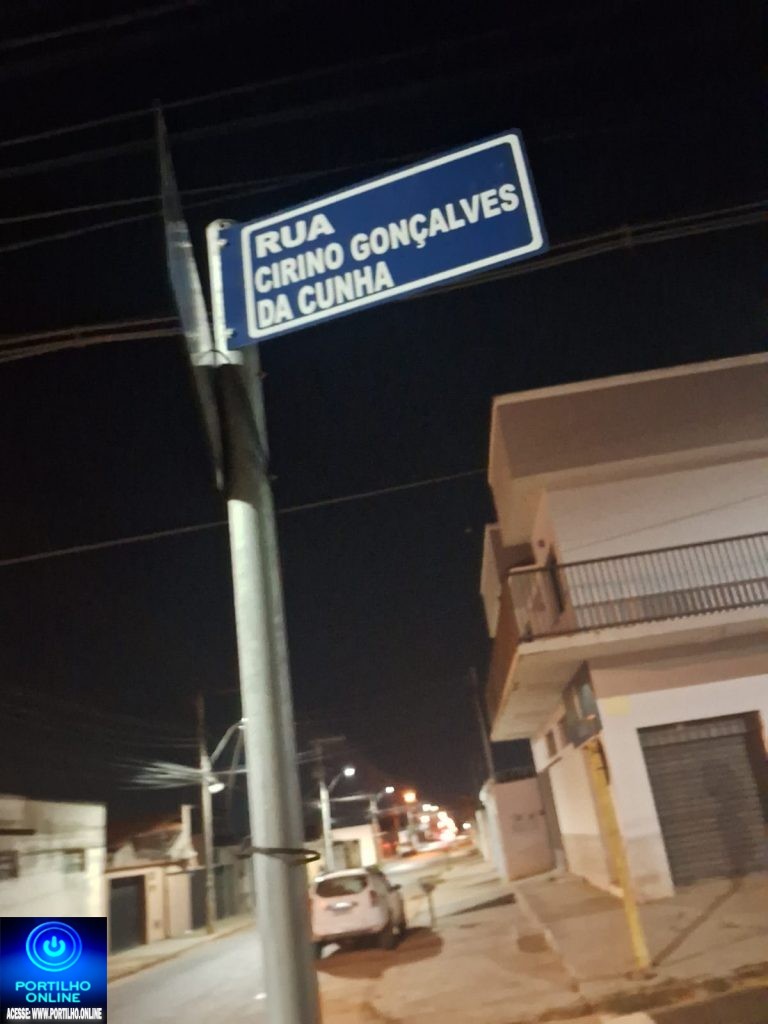 RUA
CIRINO GONÇALVES
DA CUNHA
PORTILHO
ONLINE
ACESSE: WWW.PORTILHO.ONLINE